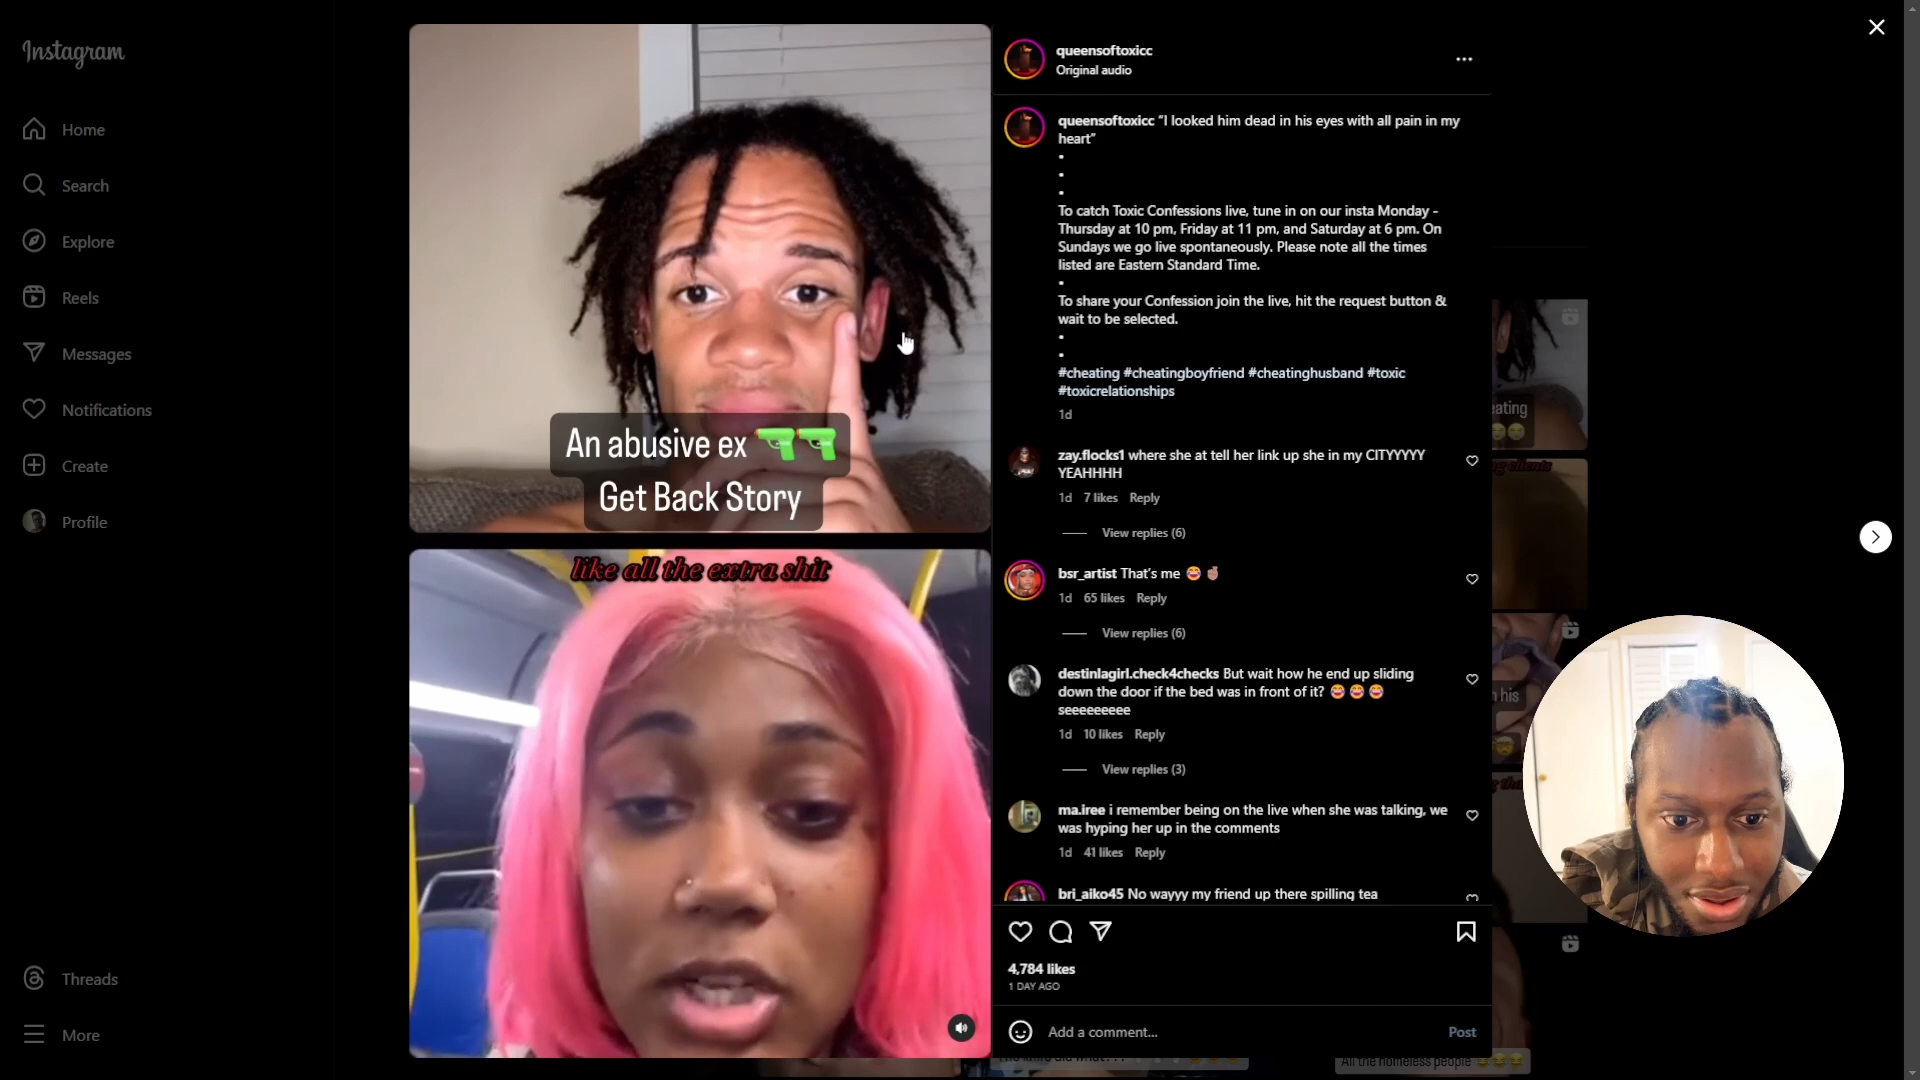 Instagram
Home
Search
Explore
Reels
Messages
Notifications
Create
Profile
Threads
More
An abusive ex 🔫🔫
Get Back Story
like all the extra shit
queensoftoxicc
Original audio
queensoftoxicc "I looked him dead in his eyes with all pain in my
heart"
•
•
•
To catch Toxic Confessions live, tune in on our insta Monday -
Thursday at 10 pm, Friday at 11 pm, and Saturday at 6 pm. On
Sundays we go live spontaneously. Please note all the times
listed are Eastern Standard Time.
•
To share your Confession join the live, hit the request button &
wait to be selected.
•
•
#cheating #cheatingboyfriend #cheatinghusband #toxic
#toxicrelationships
1d
zay.flocks1 where she at tell her link up she in my CITYYYYY
YEAHHHH
1d 7 likes Reply
View replies (6)
bsr_artist That's me 😂✌🏽
1d 65 likes Reply
View replies (6)
destinlagirl.check4checks But wait how he end up sliding
down the door if the bed was in front of it? 😂 😂 😂
seeeeeeeee
1d 10 likes Reply
View replies (3)
ma.iree i remember being on the live when she was talking, we
was hyping her up in the comments
1d 41 likes Reply
bri_aiko45 No wayyy my friend up there spilling tea
4,784 likes
1 DAY AGO
Add a comment...
Post
eating
g clients
his
All the homeless people